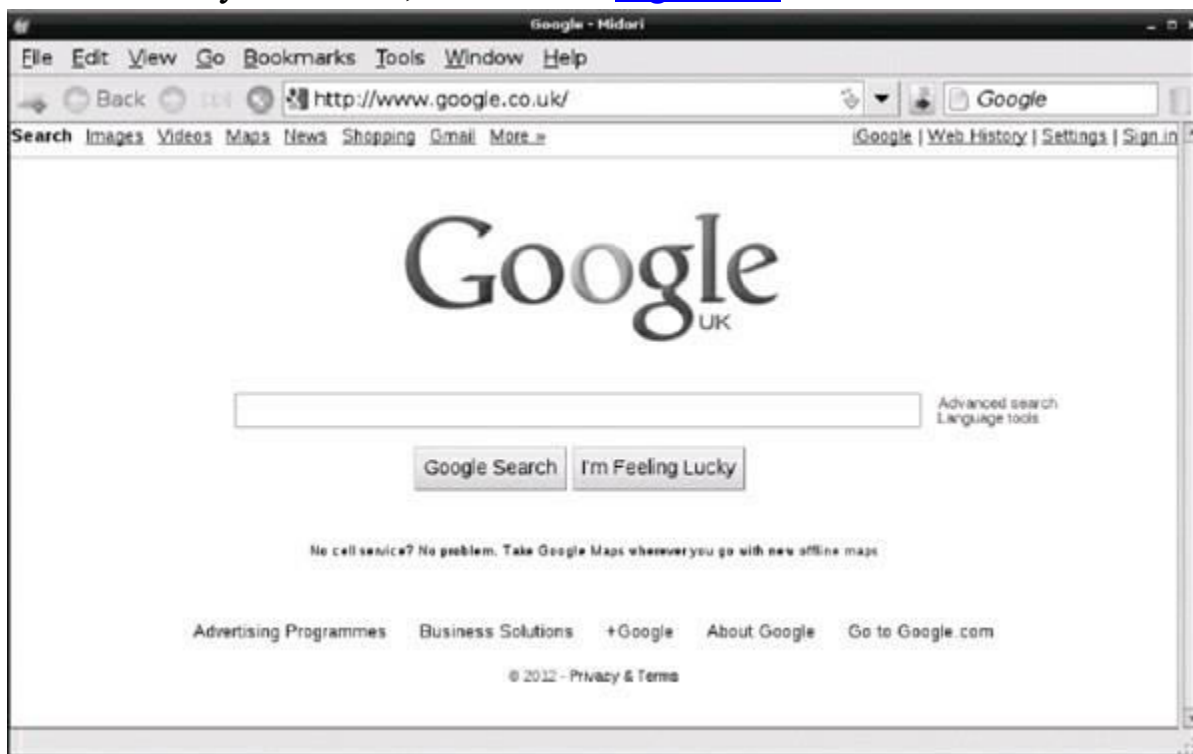 Google - Midori
File Edit View Go Bookmarks Tools Window Help
Back http://www.google.co.uk/ Google
Search Images Videos Maps News Shopping Gmail More »
iGoogle | Web History | Settings | Sign in
Google
UK
Advanced search
Language tools
Google Search I'm Feeling Lucky
No cell service? No problem. Take Google Maps wherever you go with new offline maps
Advertising Programmes Business Solutions +Google About Google Go to Google.com
© 2012 - Privacy & Terms